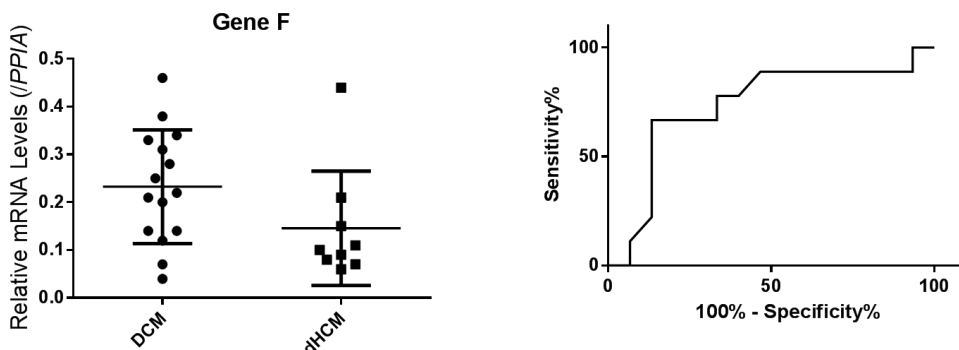 Gene F
Relative mRNA Levels (/PPIA)
0.5
0.4
0.3
0.2
0.1
0.0
DCM
dHCM
Sensitivity%
100
50
0
0
50
100
100% - Specificity%